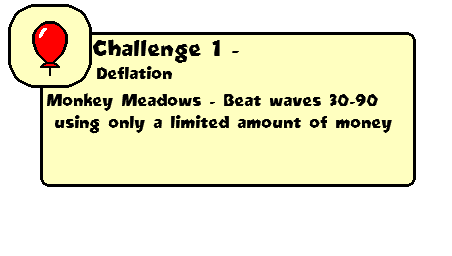 Challenge 1 -
Deflation
Monkey Meadows - Beat waves 30-90
using only a limited amount of money